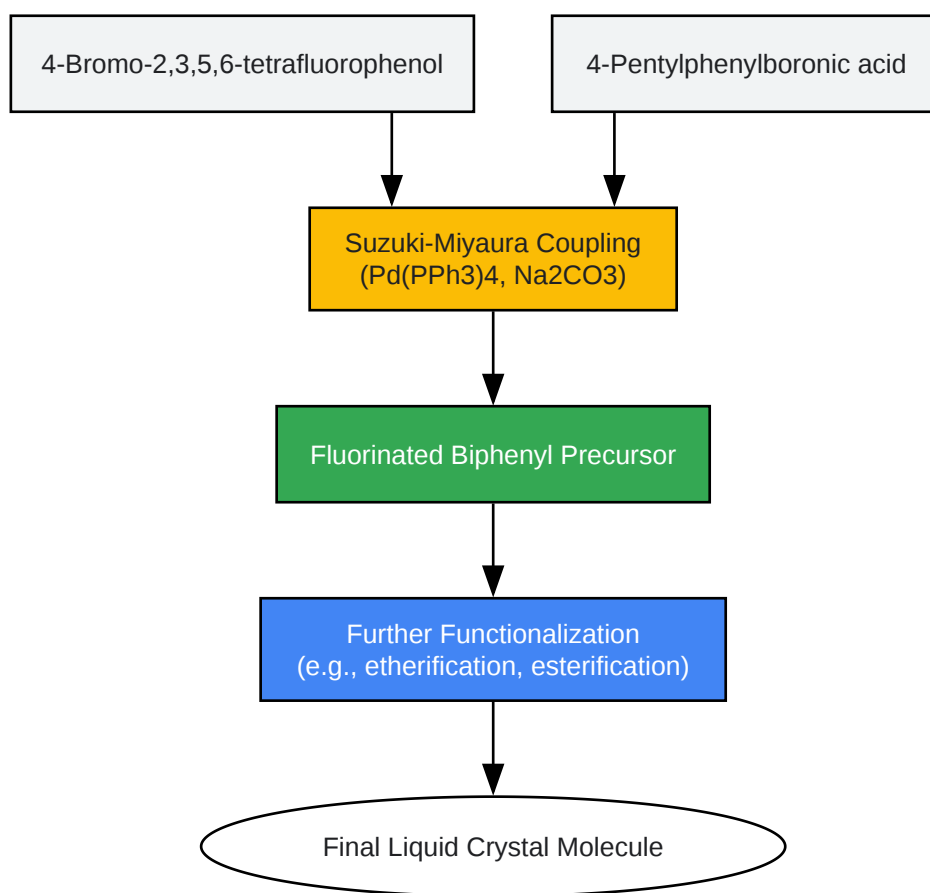 4-Bromo-2,3,5,6-tetrafluorophenol
4-Pentylphenylboronic acid
Suzuki-Miyaura Coupling
(Pd(PPh3)4, Na2CO3)
Fluorinated Biphenyl Precursor
Further Functionalization
(e.g., etherification, esterification)
Final Liquid Crystal Molecule